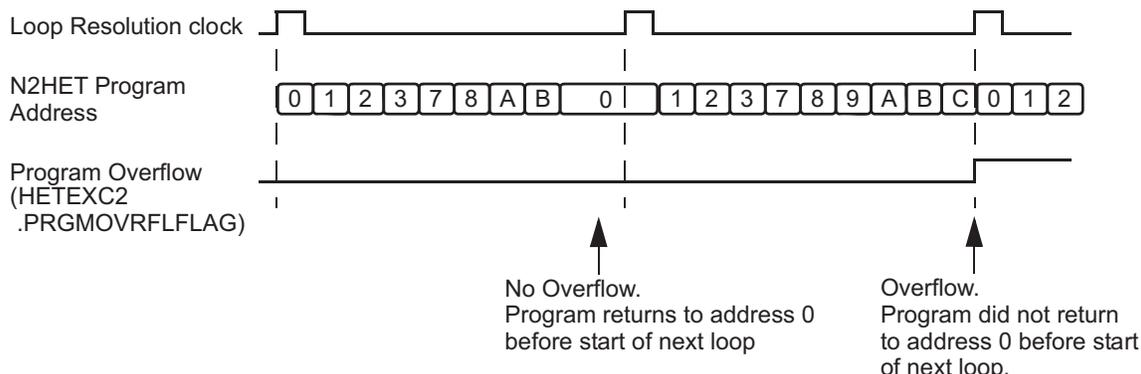 Loop Resolution clock
N2HET Program
Address
0 1 2 3 7 8 A B 0 1 2 3 7 8 9 A B C 0 1 2
Program Overflow
(HETEXC2
.PRGMOVRFLFLAG)
No Overflow.
Program returns to address 0
before start of next loop
Overflow.
Program did not return
to address 0 before start
of next loop.